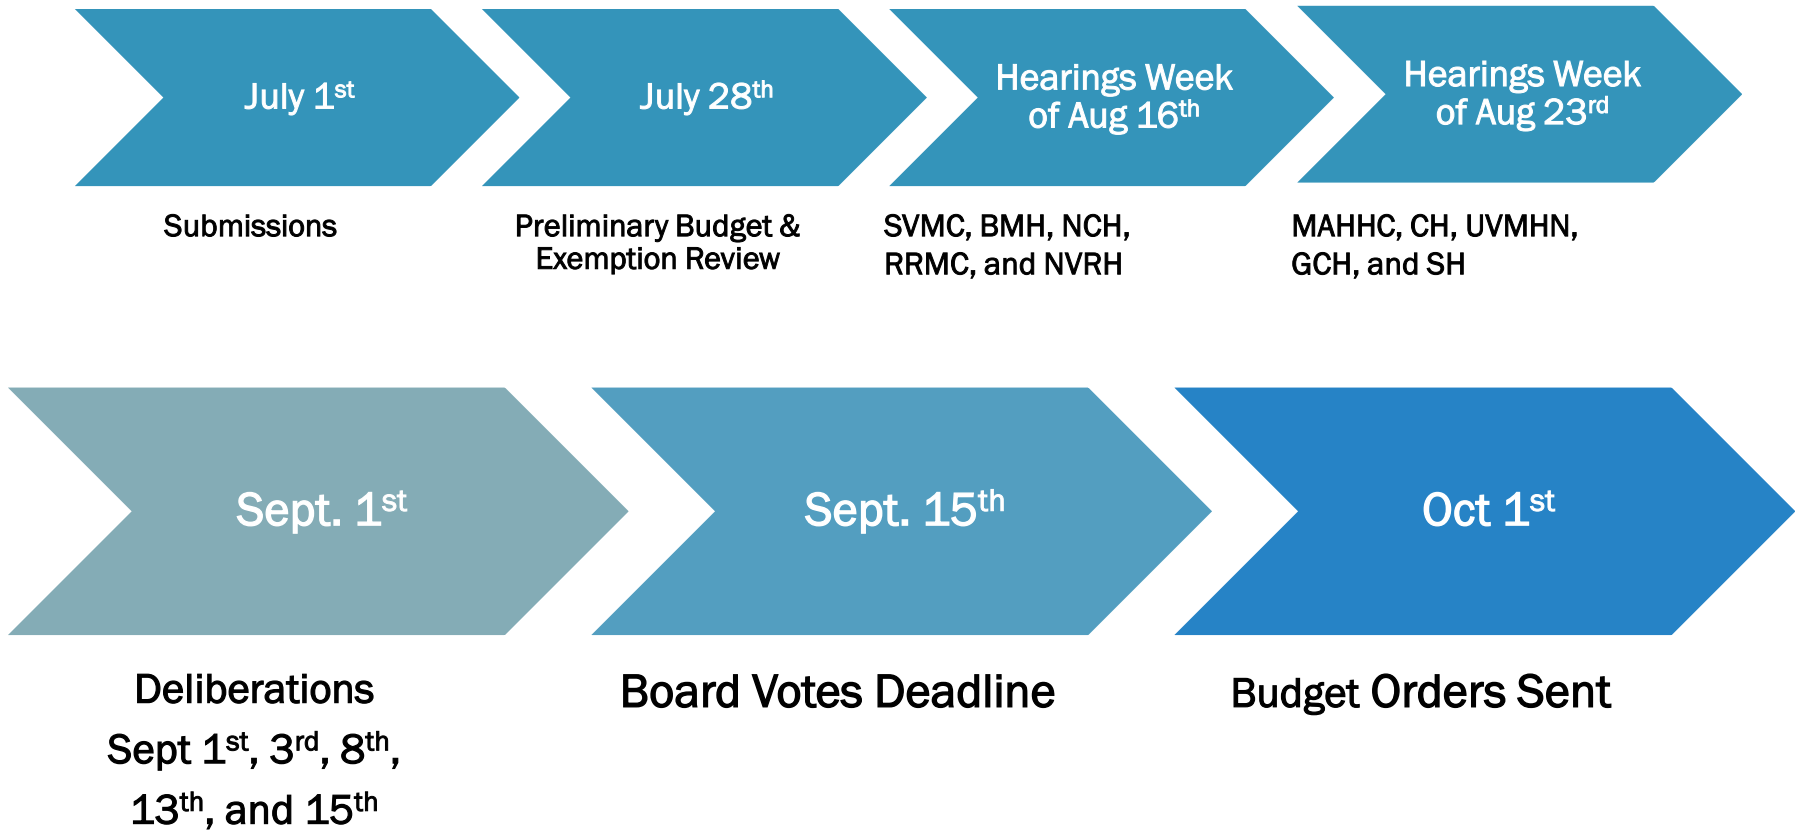 July 1st
July 28th
Hearings Week
of Aug 16th
Hearings Week
of Aug 23rd
Submissions
Preliminary Budget &
Exemption Review
SVMC, BMH, NCH,
RRMC, and NVRH
MAHHC, CH, UVMHN,
GCH, and SH
Sept. 1st
Sept. 15th
Oct 1st
Deliberations
Sept 1st, 3rd, 8th,
13th, and 15th
Board Votes Deadline
Budget Orders Sent